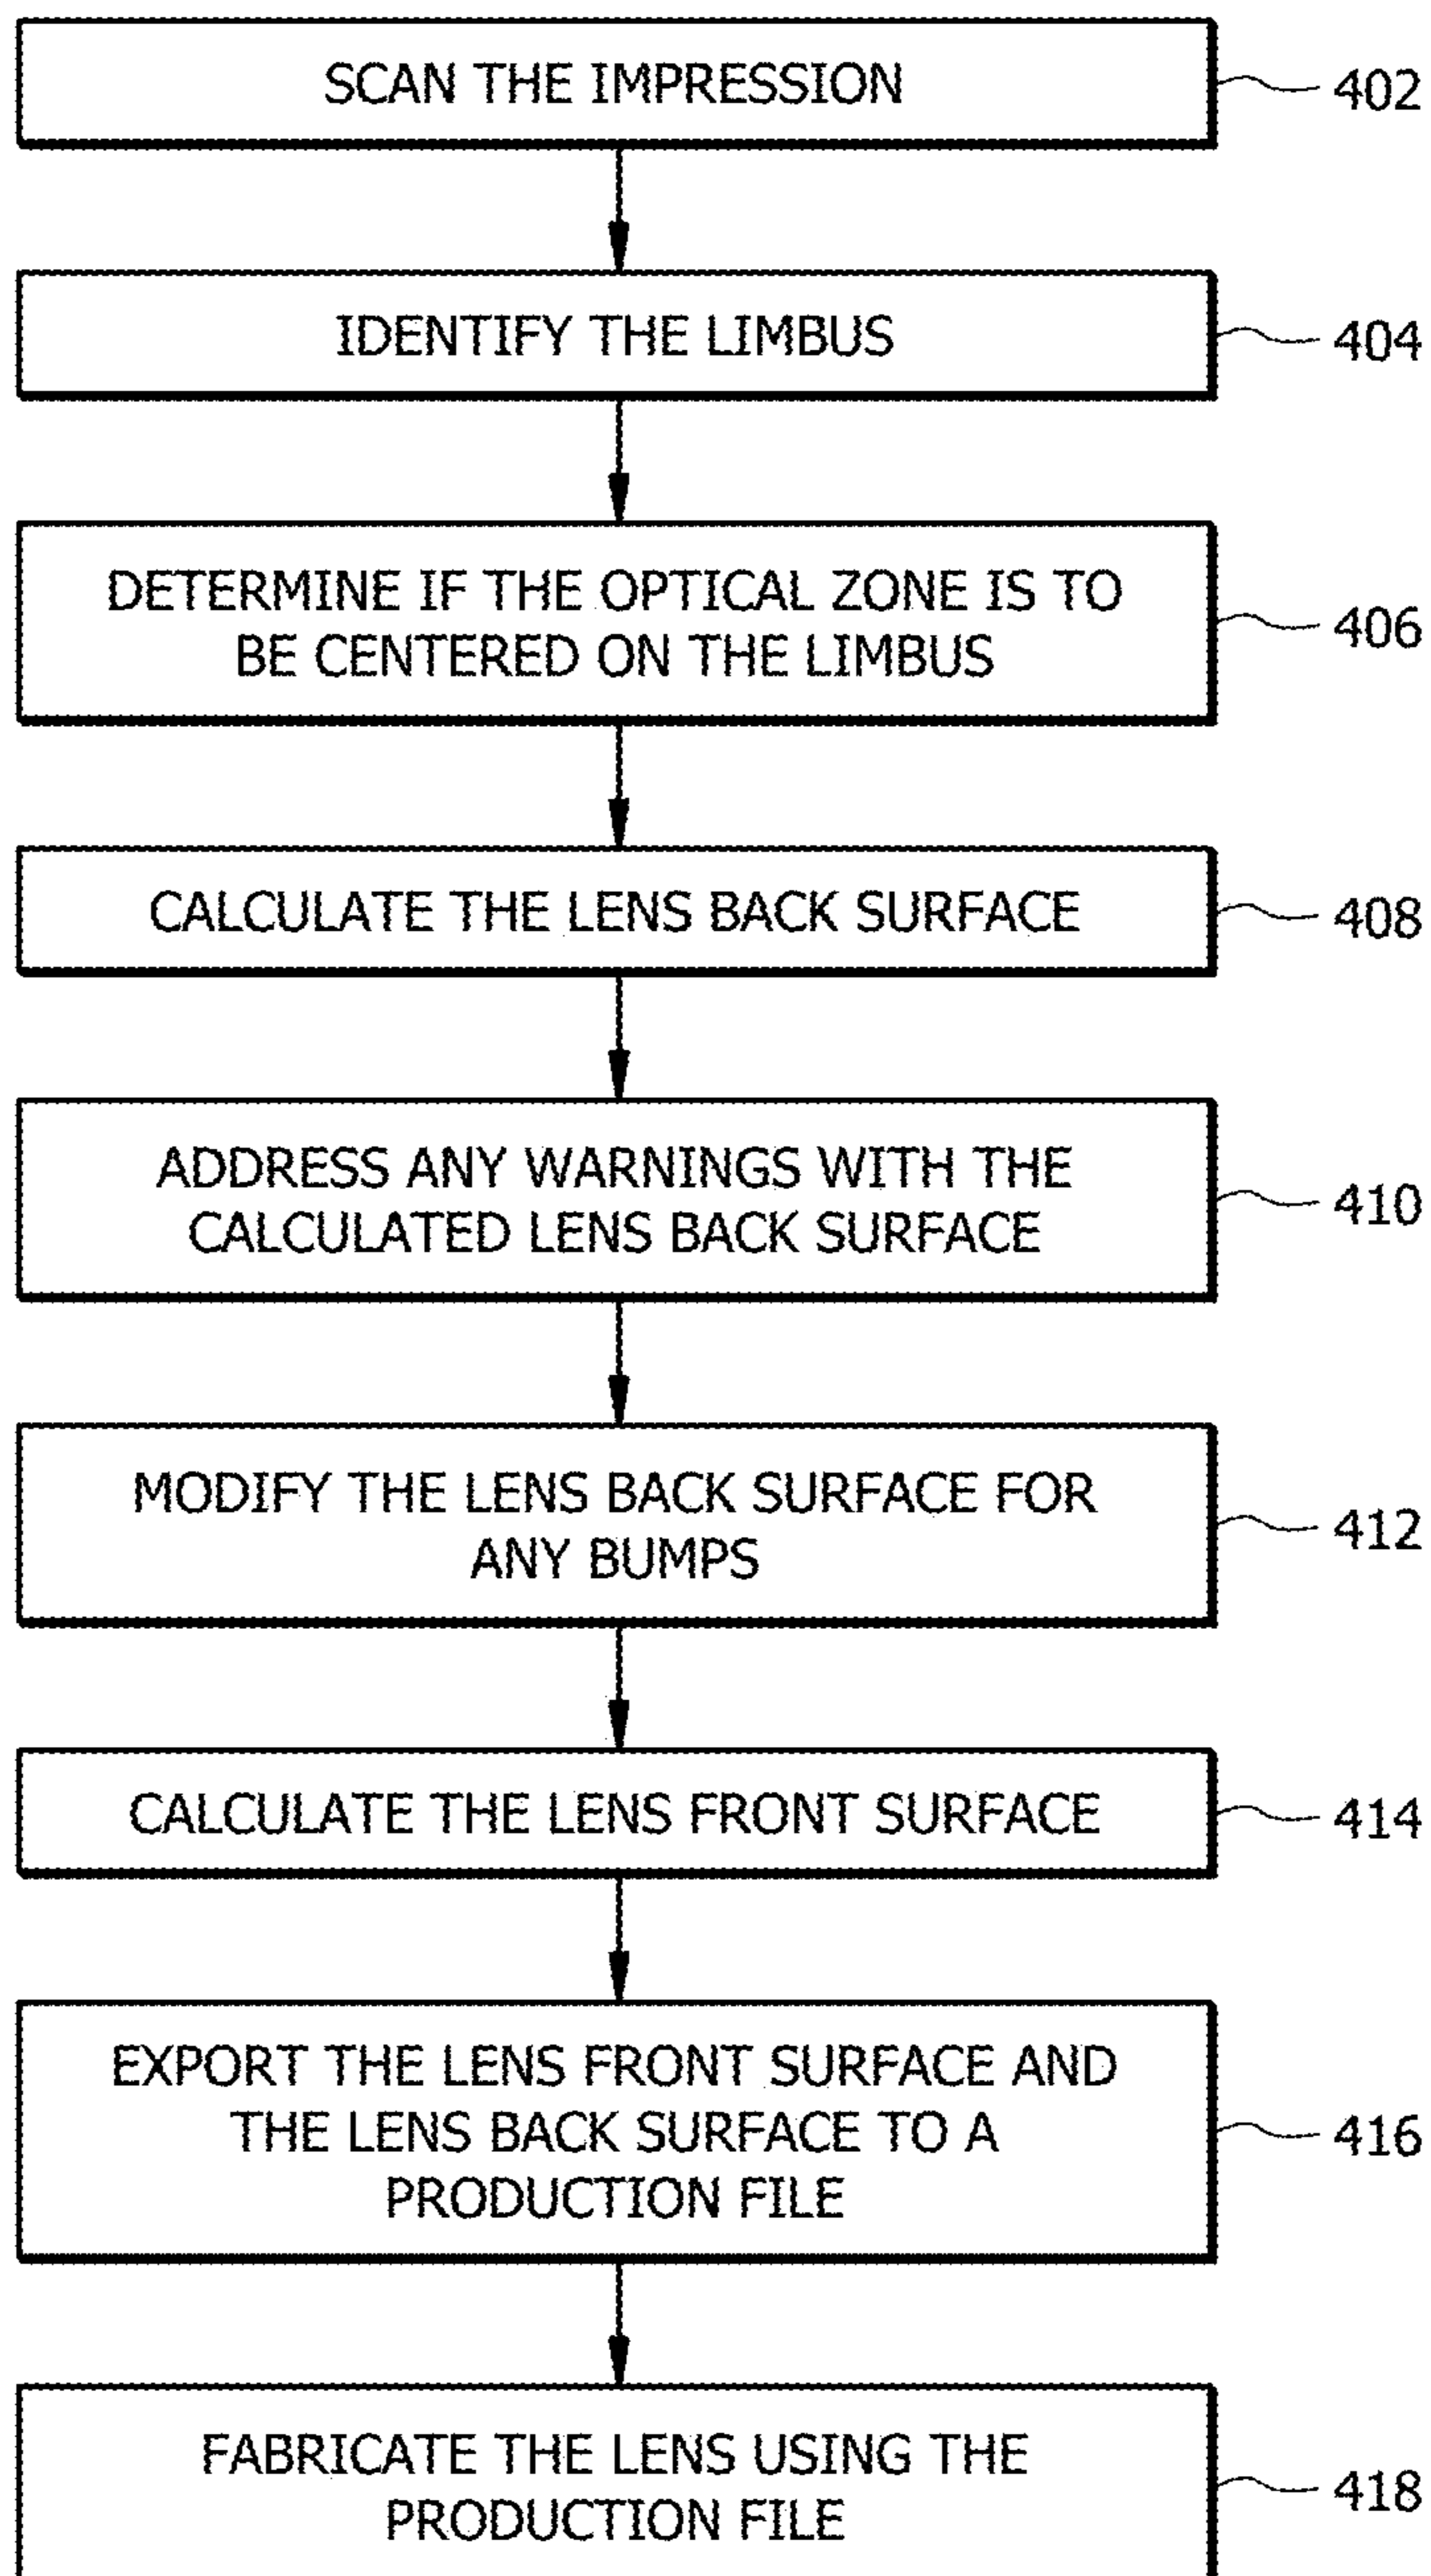 SCAN THE IMPRESSION
402
IDENTIFY THE LIMBUS
404
DETERMINE IF THE OPTICAL ZONE IS TO
BE CENTERED ON THE LIMBUS
406
CALCULATE THE LENS BACK SURFACE
408
ADDRESS ANY WARNINGS WITH THE
CALCULATED LENS BACK SURFACE
410
MODIFY THE LENS BACK SURFACE FOR
ANY BUMPS
412
CALCULATE THE LENS FRONT SURFACE
414
EXPORT THE LENS FRONT SURFACE AND
THE LENS BACK SURFACE TO A
PRODUCTION FILE
416
FABRICATE THE LENS USING THE
PRODUCTION FILE
418